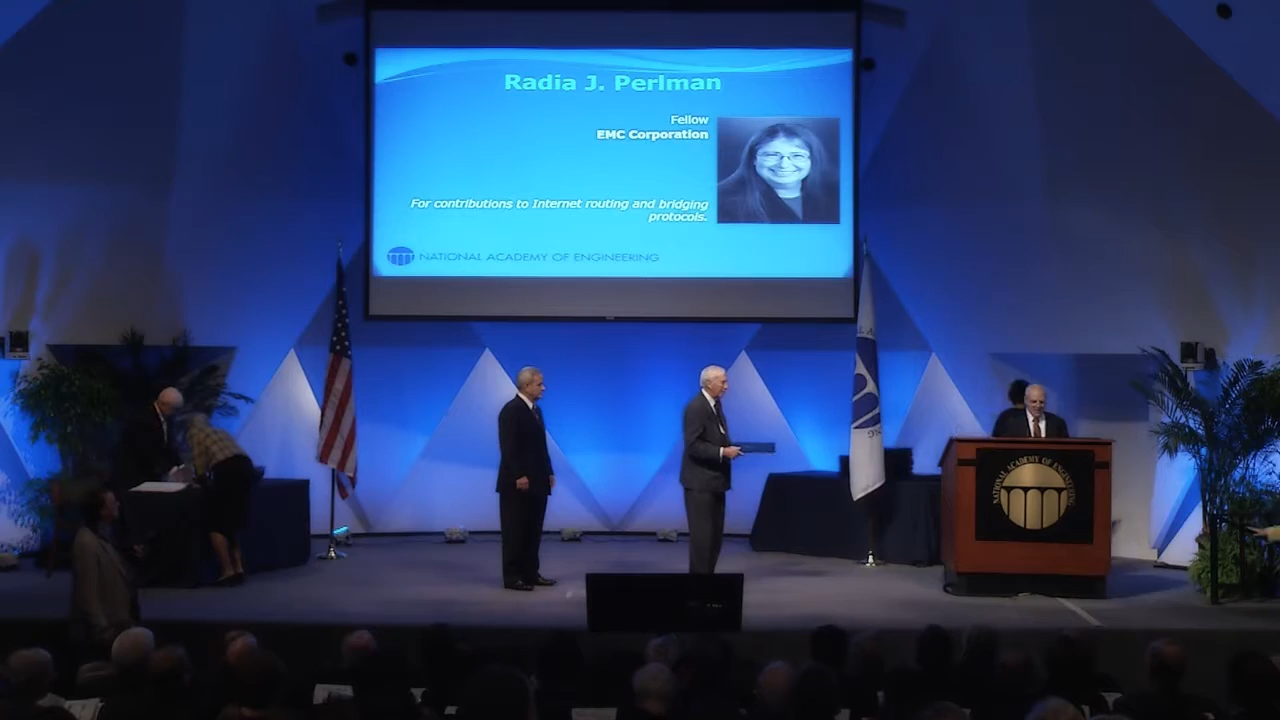 Radia J. Perlman
Fellow
EMC Corporation
For contributions to Internet routing and bridging
protocols.
NATIONAL ACADEMY OF ENGINEERING
NATIONAL ACADEMY OF ENGINEERING